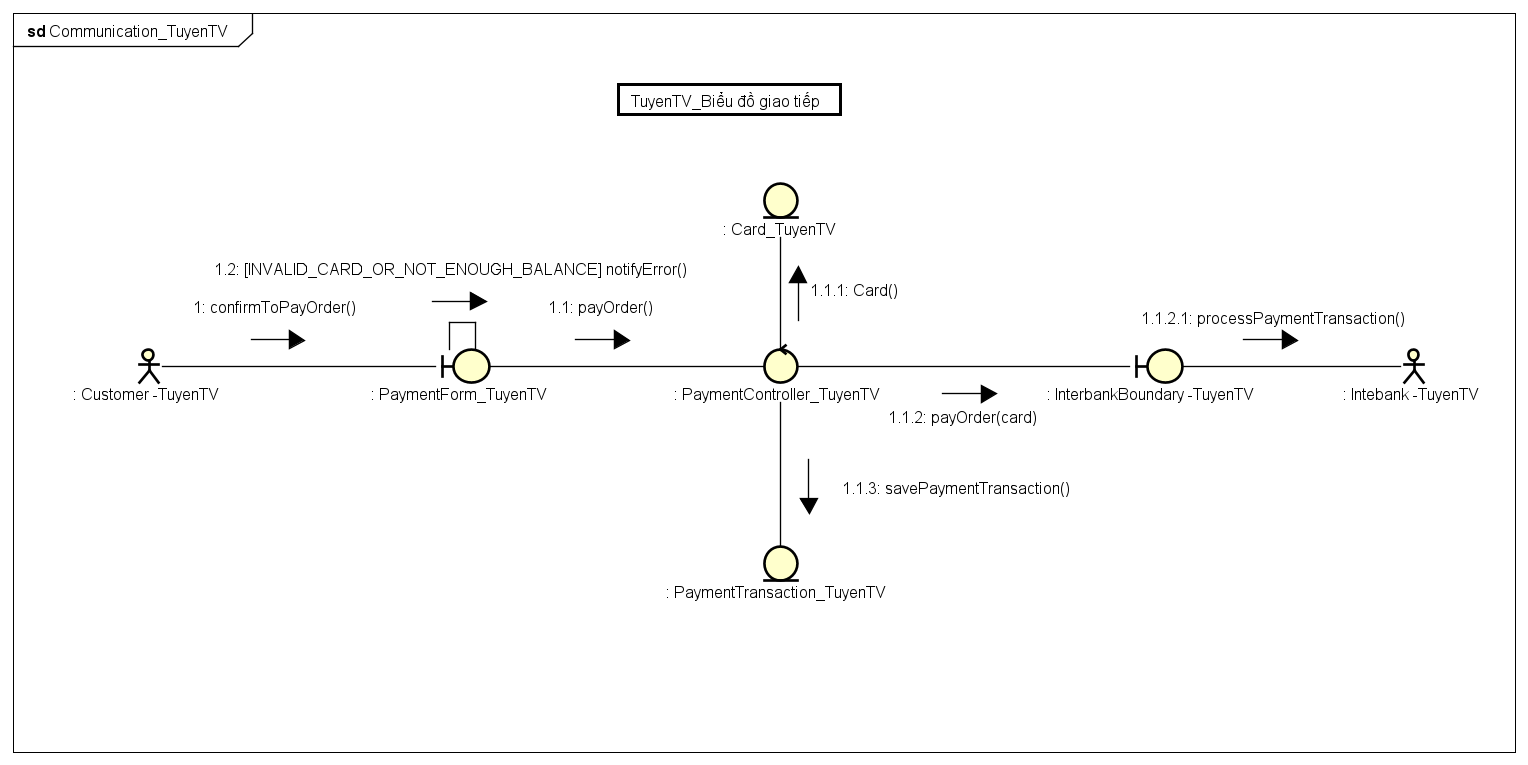 sd Communication_TuyenTV
TuyenTV_Biểu đồ giao tiếp
: Card_TuyenTV
1.2: [INVALID_CARD_OR_NOT_ENOUGH_BALANCE] notifyError()
1.1.1: Card()
1: confirmToPayOrder()
1.1: payOrder()
1.1.2.1: processPaymentTransaction()
: Customer -TuyenTV
: PaymentForm_TuyenTV
: PaymentController_TuyenTV
: InterbankBoundary -TuyenTV
: Intebank -TuyenTV
1.1.2: payOrder(card)
1.1.3: savePaymentTransaction()
: PaymentTransaction_TuyenTV